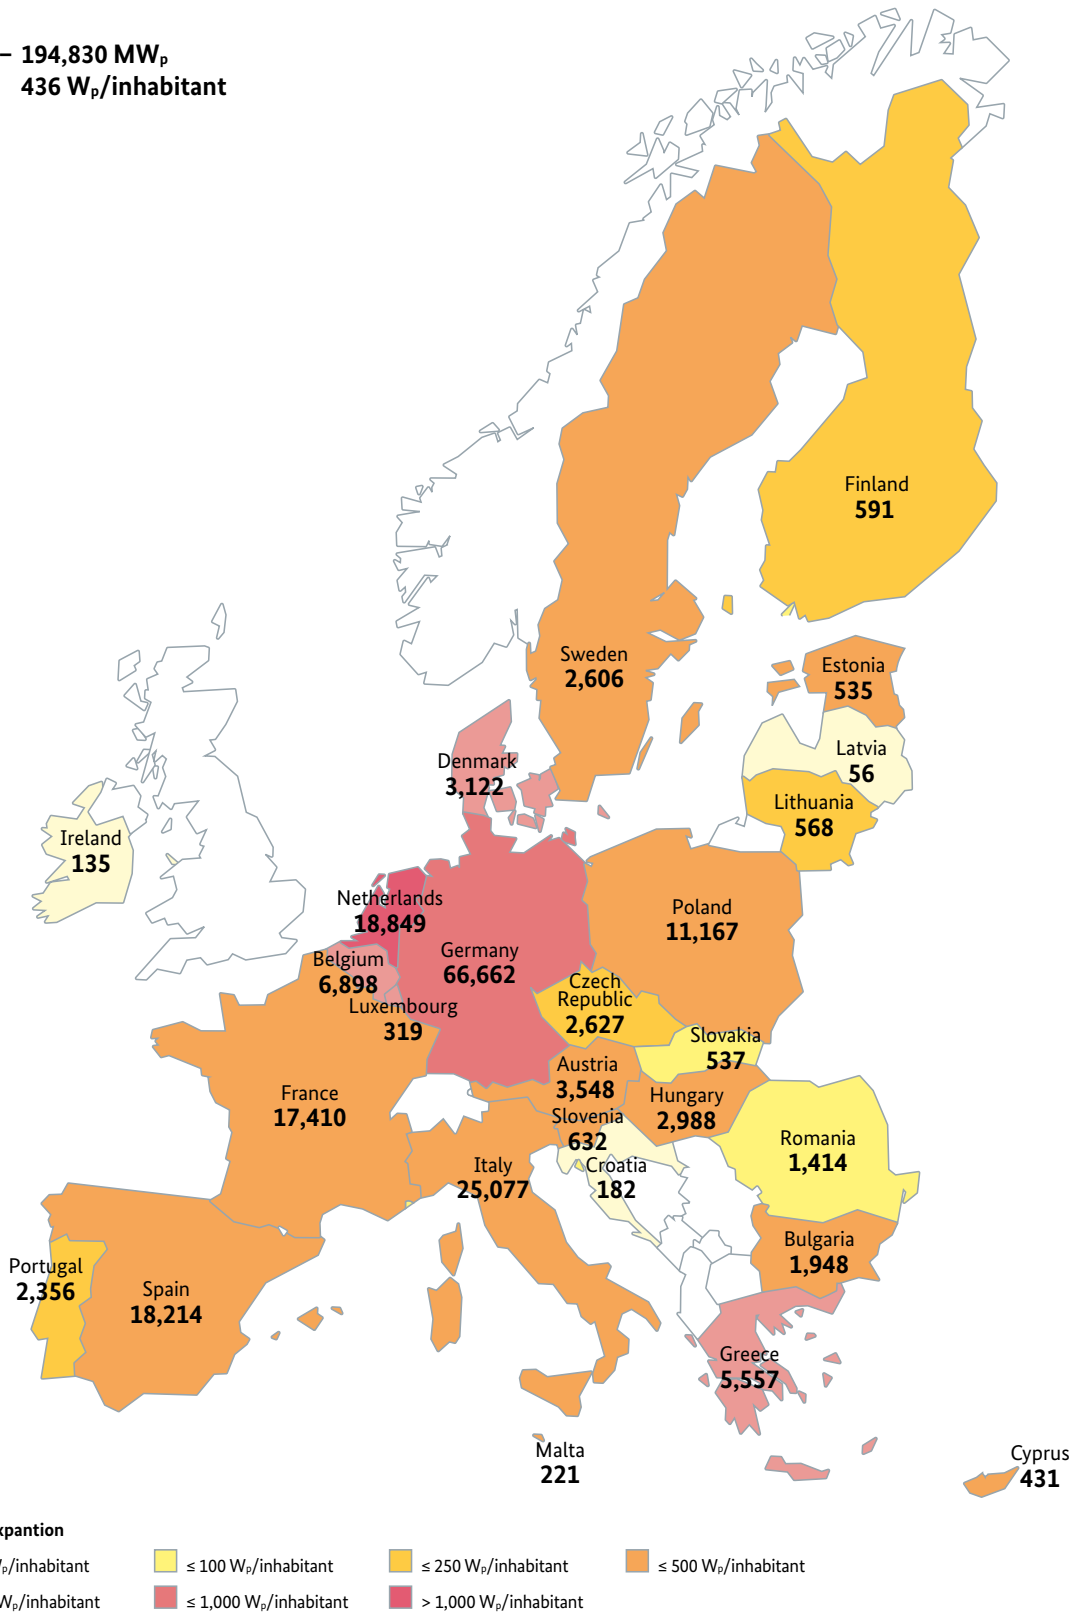 – 194,830 MWₚ
436 Wₚ/inhabitant
Finland
591
Sweden
2,606
Estonia
535
Latvia
56
Denmark
3,122
Lithuania
568
Ireland
135
Netherlands
18,849
Poland
11,167
Germany
66,662
Belgium
6,898
Czech
Republic
2,627
Luxembourg
319
Slovakia
537
Austria
3,548
France
17,410
Hungary
2,988
Slovenia
632
Romania
1,414
Italy
25,077
Croatia
182
Bulgaria
1,948
Portugal
2,356
Spain
18,214
Greece
5,557
Malta
221
Cyprus
431
xpantion
/inhabitant ≤ 100 Wₚ/inhabitant ≤ 250 Wₚ/inhabitant ≤ 500 Wₚ/inhabitant
Wₚ/inhabitant ≤ 1,000 Wₚ/inhabitant > 1,000 Wₚ/inhabitant